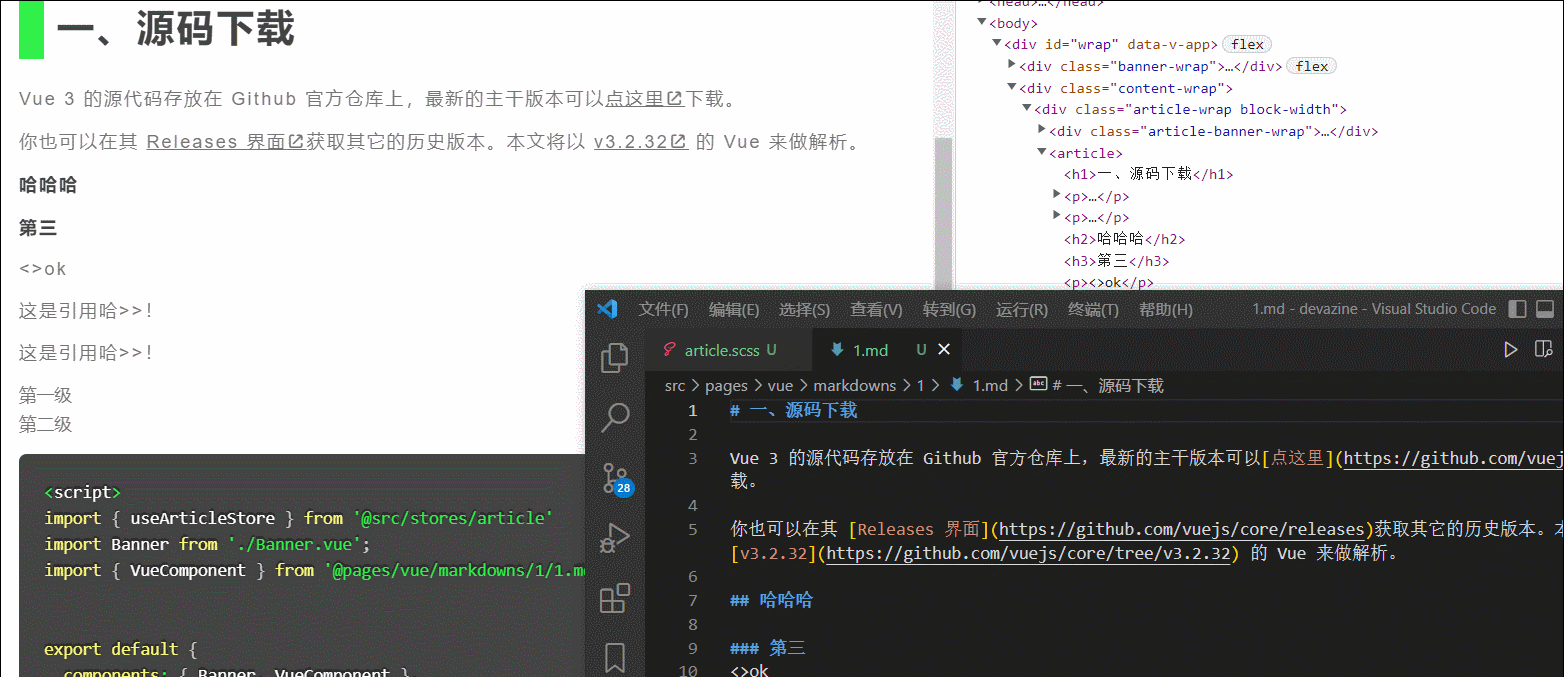 一、源码下载
Vue 3 的源代码存放在 Github 官方仓库上，最新的主干版本可以点这里下载。
你也可以在其 Releases 界面获取其它的历史版本。本文将以 v3.2.32 的 Vue 来做解析。
哈哈哈
第三
<>ok
这是引用哈>>!
这是引用哈>>!
第一级
第二级
<script>
import { useArticleStore } from '@src/stores/article'
import Banner from './Banner.vue';
import { VueComponent } from '@pages/vue/markdowns/1/1.md
export default {
components: { Banner, VueComponent }
<head>…</head>
<body>
<div id="wrap" data-v-app> flex
<div class="banner-wrap">…</div> flex
<div class="content-wrap">
<div class="article-wrap block-width">
<div class="article-banner-wrap">…</div>
<article>
<h1>一、源码下载</h1>
<p>…</p>
<p>…</p>
<h2>哈哈哈</h2>
<h3>第三</h3>
<p><>ok</p>
文件(F) 编辑(E) 选择(S) 查看(V) 转到(G) 运行(R) 终端(T) 帮助(H) 1.md - devazine - Visual Studio Code
article.scss U 1.md U
src > pages > vue > markdowns > 1 > 1.md > abc # 一、源码下载
1 # 一、源码下载
2
3 Vue 3 的源代码存放在 Github 官方仓库上，最新的主干版本可以[点这里](https://github.com/vuej
载。
4
5 你也可以在其 [Releases 界面](https://github.com/vuejs/core/releases)获取其它的历史版本。本
[v3.2.32](https://github.com/vuejs/core/tree/v3.2.32) 的 Vue 来做解析。
6
7 ## 哈哈哈
8
9 ### 第三
10 <>ok
28